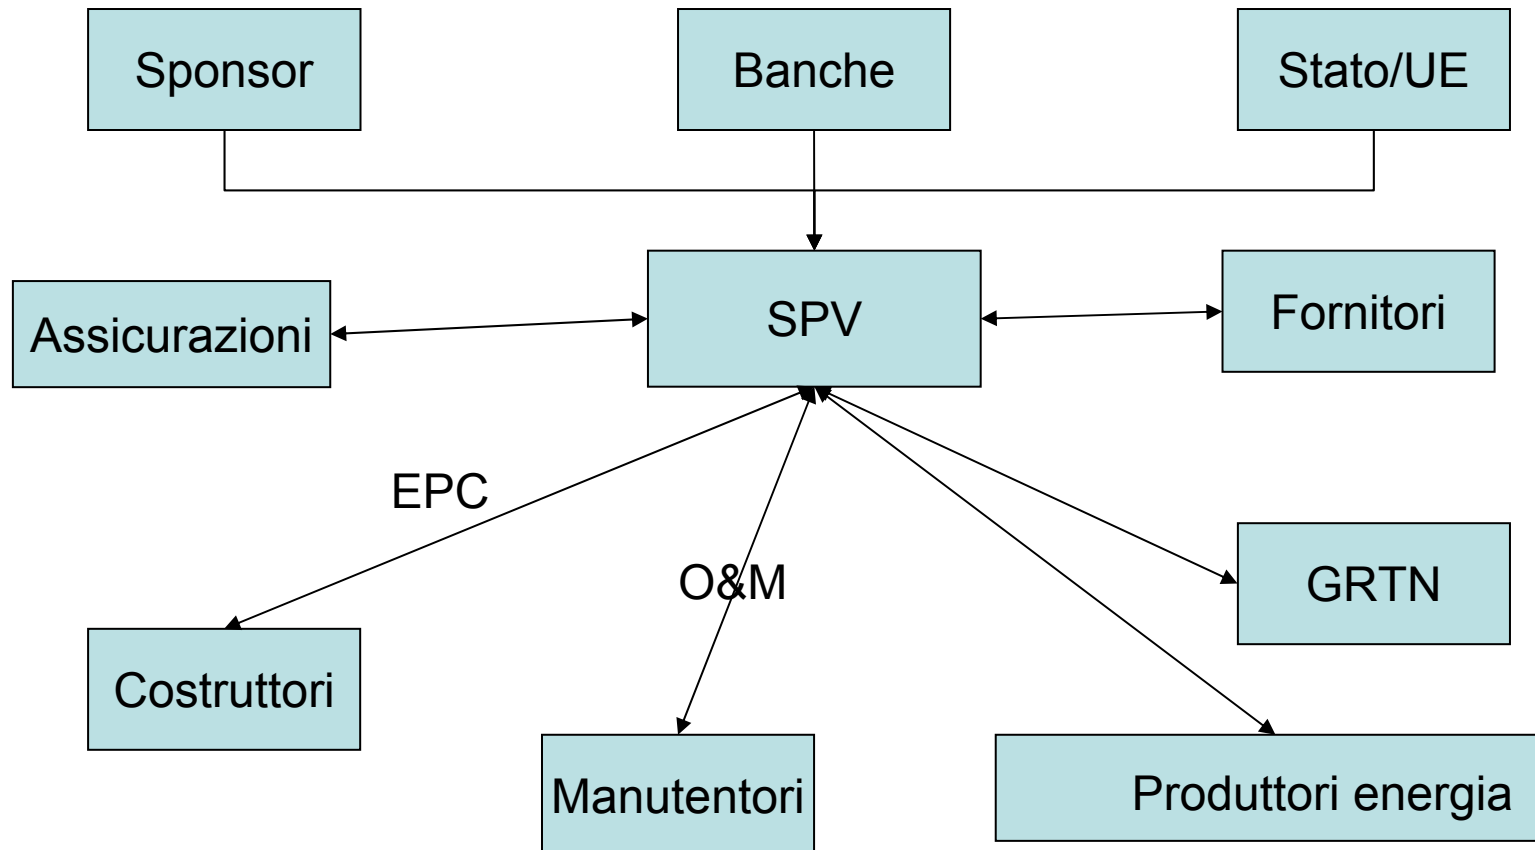 Sponsor
Banche
Stato/UE
Assicurazioni
SPV
Fornitori
EPC
O&M
GRTN
Costruttori
Manutentori
Produttori energia